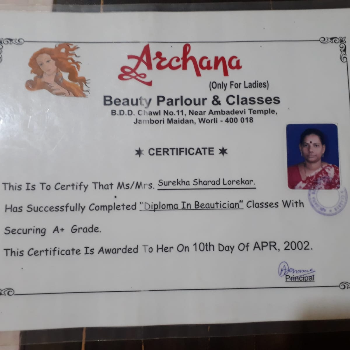 Archana
(Only For Ladies)
Beauty Parlour & Classes
B.D.D. Chawl No.11, Near Ambadevi Temple,
Jambori Maidan, Worli - 400 018
✶ CERTIFICATE ✶
This Is To Certify That Ms/Mrs. Surekha Sharad Lorekar.
Has Successfully Completed "Diploma In Beautician" Classes With
Securing A+ Grade.
This Certificate Is Awarded To Her On 10th Day Of APR, 2002.
Principal